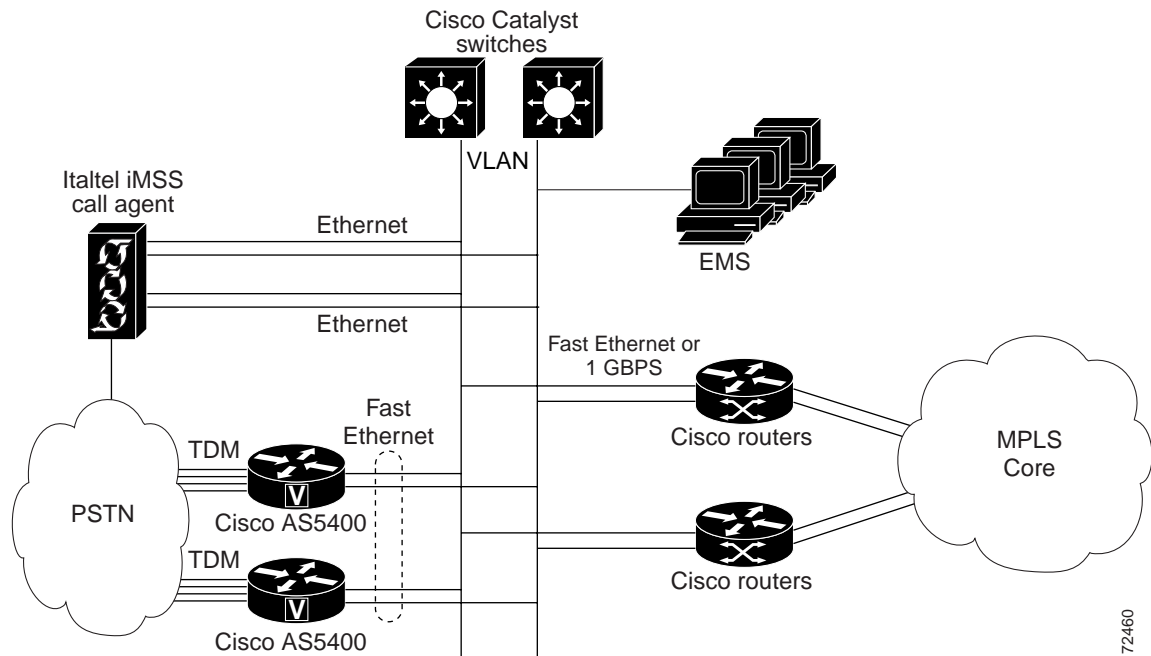 Cisco Catalyst
switches
VLAN
Italtel iMSS
call agent
Ethernet
EMS
Ethernet
Fast Ethernet or
1 GBPS
Fast
Ethernet
Cisco routers
MPLS
Core
TDM
V
PSTN
Cisco AS5400
TDM
V
Cisco AS5400
Cisco routers
72460